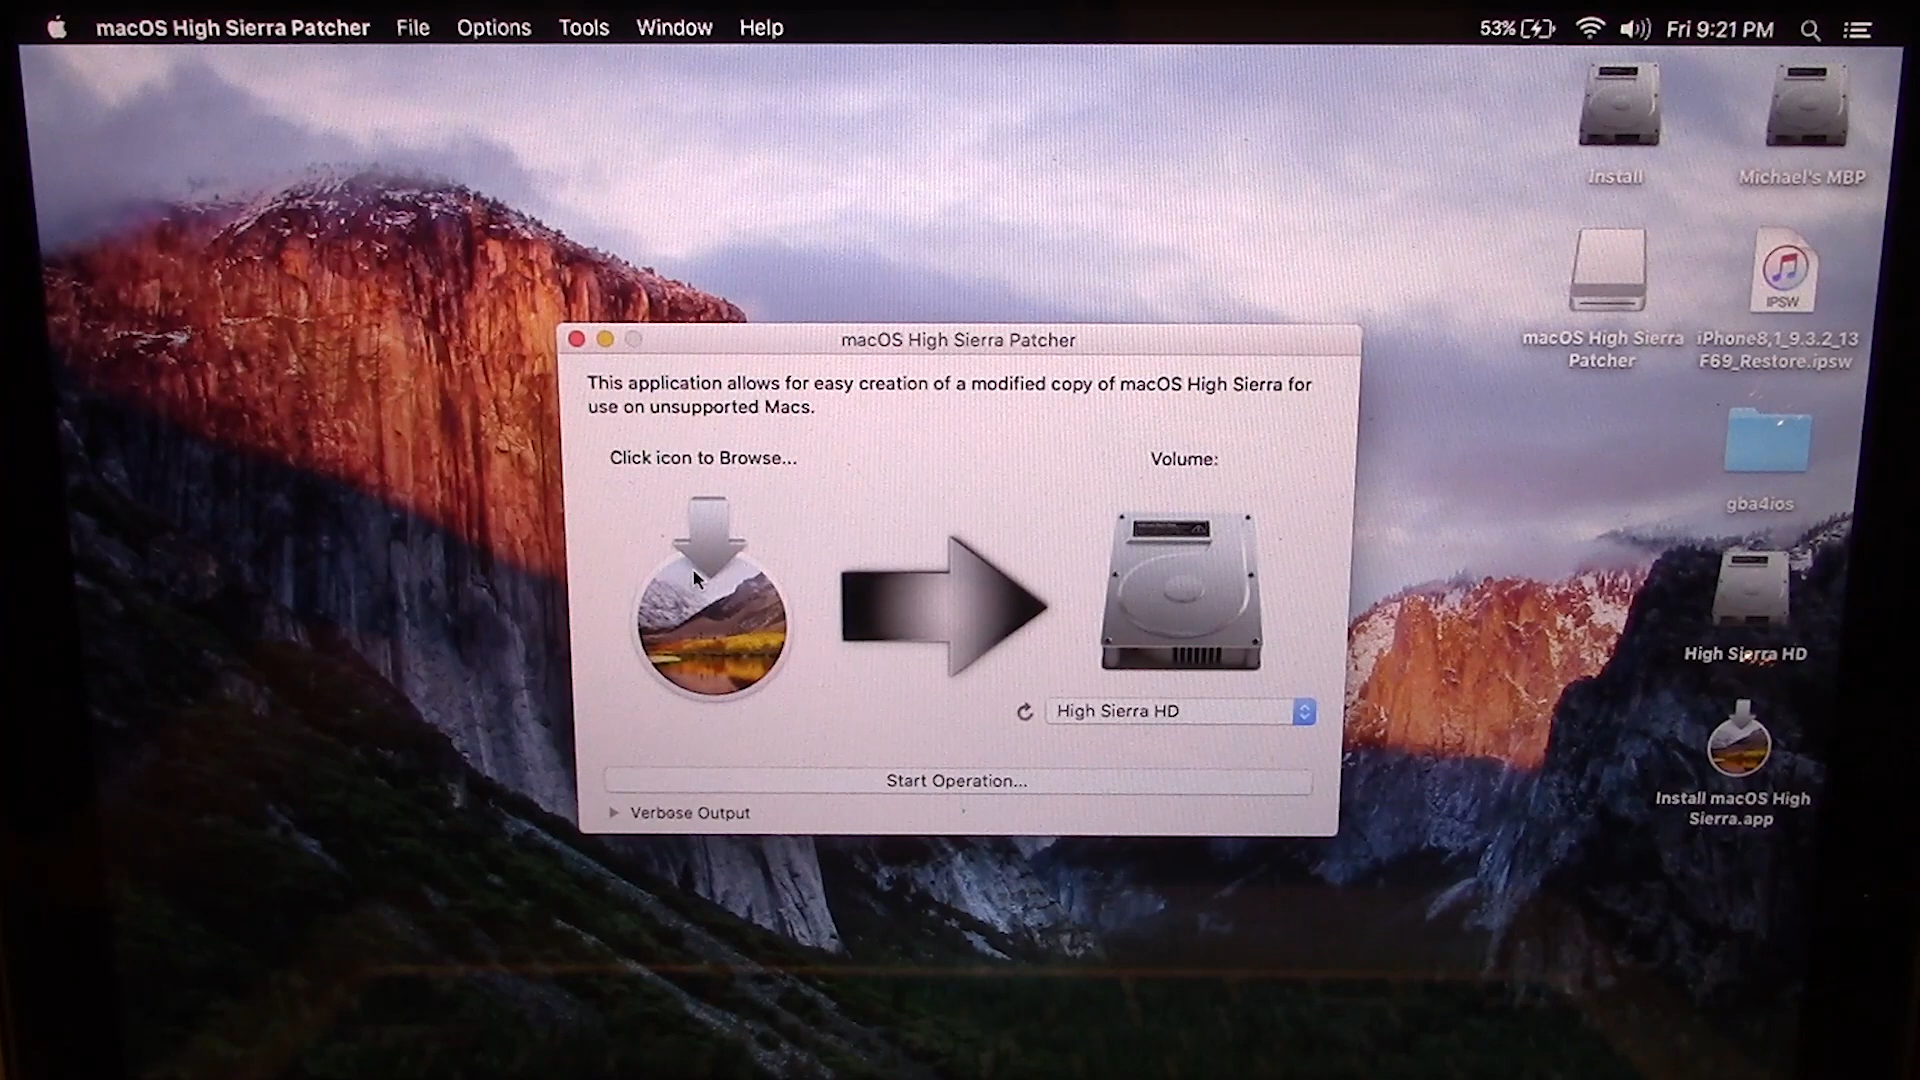 macOS High Sierra Patcher File Options Tools Window Help 53% Fri 9:21 PM
Install
Michael's MBP
macOS High Sierra
Patcher
IPSW
iPhone8,1_9.3.2_13
F69_Restore.ipsw
gba4ios
High Sierra HD
Install macOS High
Sierra.app
macOS High Sierra Patcher
This application allows for easy creation of a modified copy of macOS High Sierra for
use on unsupported Macs.
Click icon to Browse...
Volume:
High Sierra HD
Start Operation...
Verbose Output